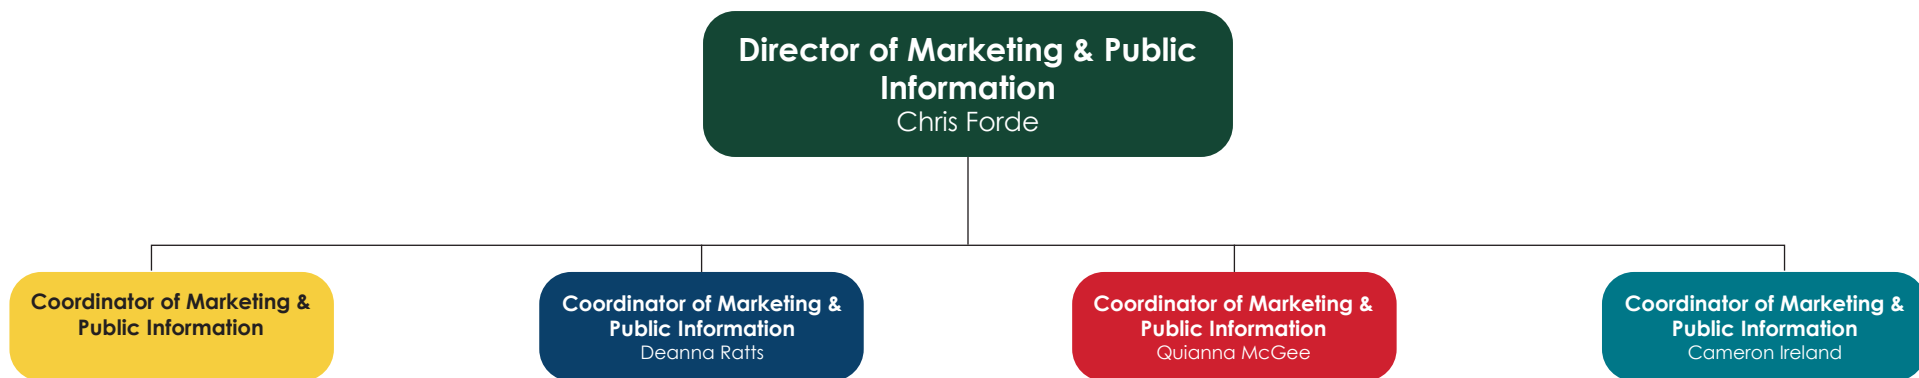 Director of Marketing & Public
Information
Chris Forde
Coordinator of Marketing &
Public Information
Coordinator of Marketing &
Public Information
Deanna Ratts
Coordinator of Marketing &
Public Information
Quianna McGee
Coordinator of Marketing &
Public Information
Cameron Ireland